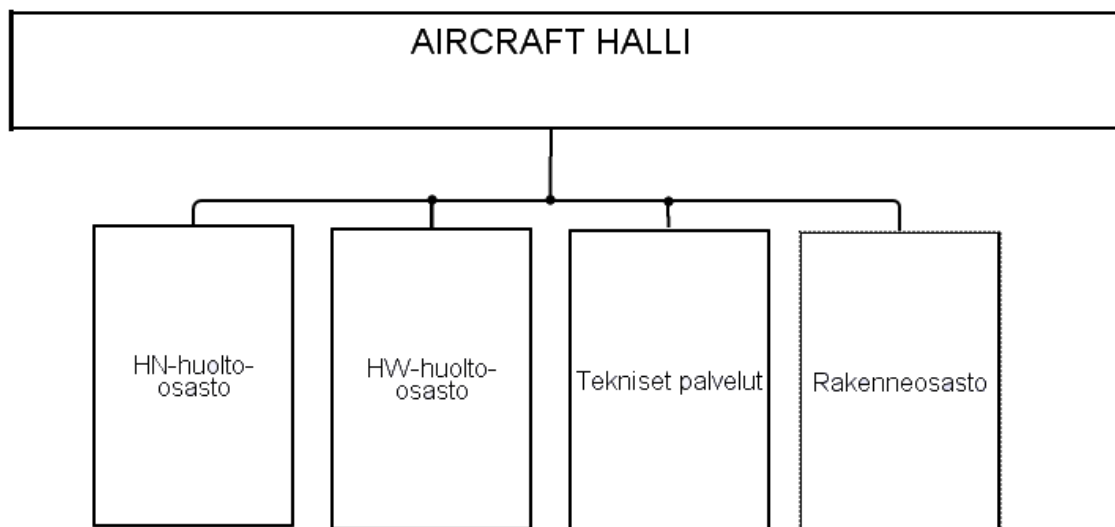 AIRCRAFT HALLI
HN-huolto-
osasto
HW-huolto-
osasto
Tekniset palvelut
Rakenneosasto